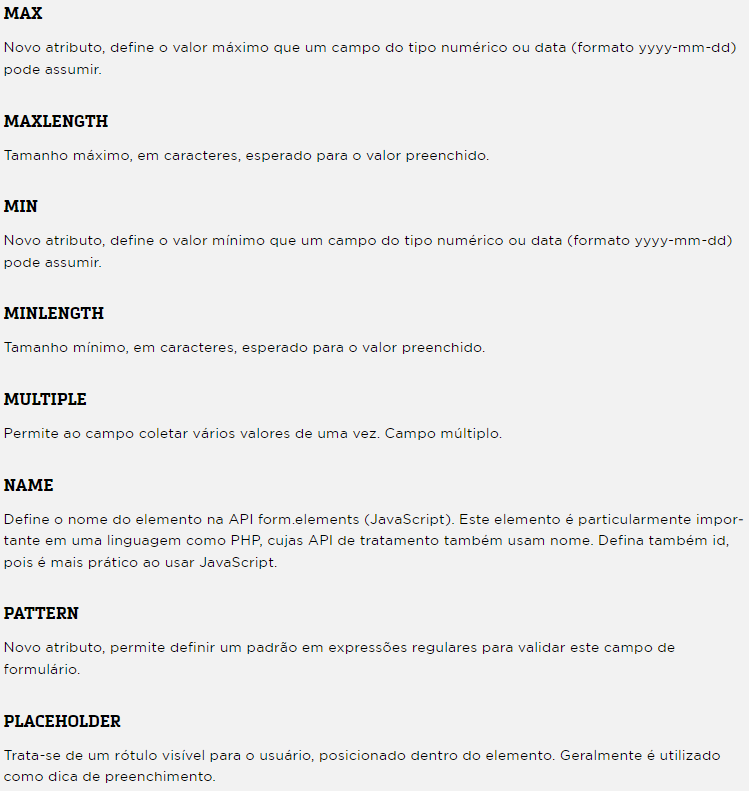 MAX
Novo atributo, define o valor máximo que um campo do tipo numérico ou data (formato yyyy-mm-dd)
pode assumir.
MAXLENGTH
Tamanho máximo, em caracteres, esperado para o valor preenchido.
MIN
Novo atributo, define o valor mínimo que um campo do tipo numérico ou data (formato yyyy-mm-dd)
pode assumir.
MINLENGTH
Tamanho mínimo, em caracteres, esperado para o valor preenchido.
MULTIPLE
Permite ao campo coletar vários valores de uma vez. Campo múltiplo.
NAME
Define o nome do elemento na API form.elements (JavaScript). Este elemento é particularmente impor-
tante em uma linguagem como PHP, cujas API de tratamento também usam nome. Defina também id,
pois é mais prático ao usar JavaScript.
PATTERN
Novo atributo, permite definir um padrão em expressões regulares para validar este campo de
formulário.
PLACEHOLDER
Trata-se de um rótulo visível para o usuário, posicionado dentro do elemento. Geralmente é utilizado
como dica de preenchimento.